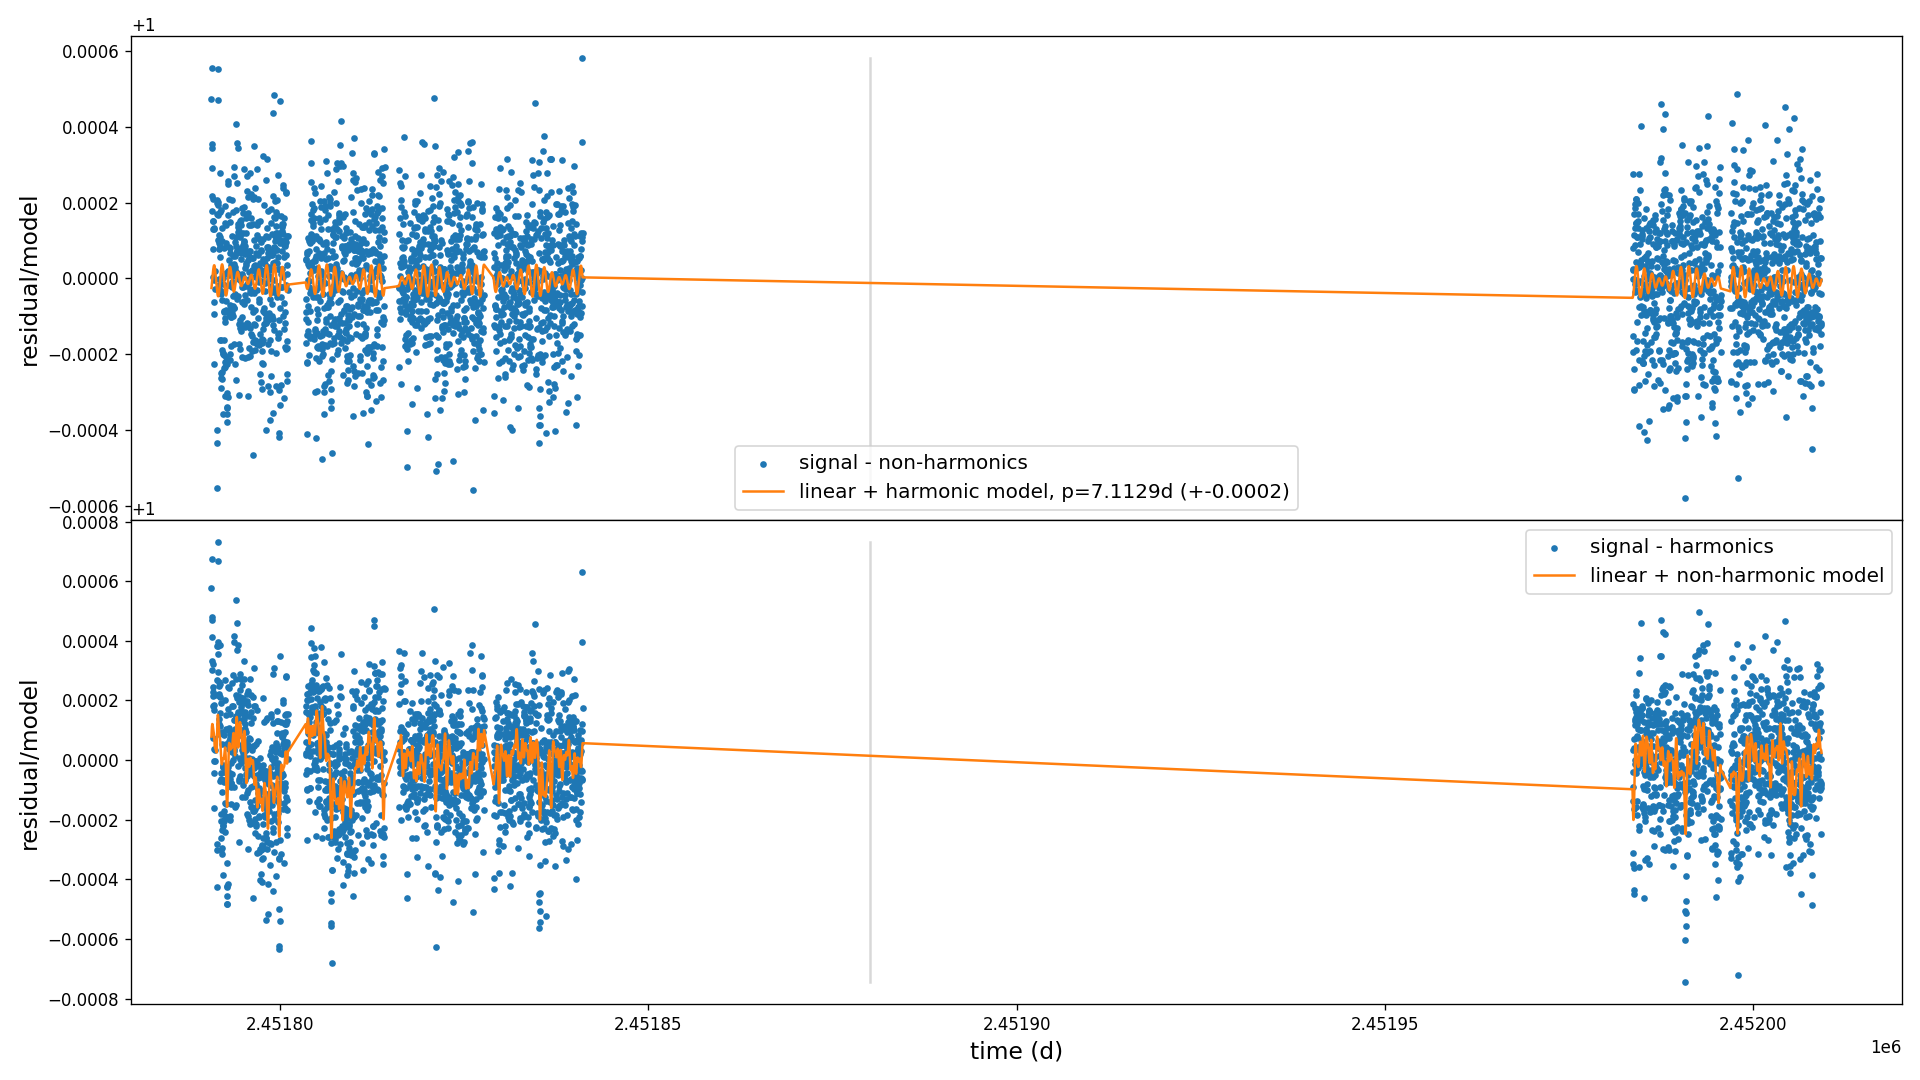 +1
0.0006
0.0004
0.0002
0.0000
−0.0002
−0.0004
−0.0006
residual/model
signal - non-harmonics
linear + harmonic model, p=7.1129d (+-0.0002)
+1
0.0008
0.0006
0.0004
0.0002
0.0000
−0.0002
−0.0004
−0.0006
−0.0008
residual/model
signal - harmonics
linear + non-harmonic model
2.45180 2.45185 2.45190 2.45195 2.45200
time (d)
1e6